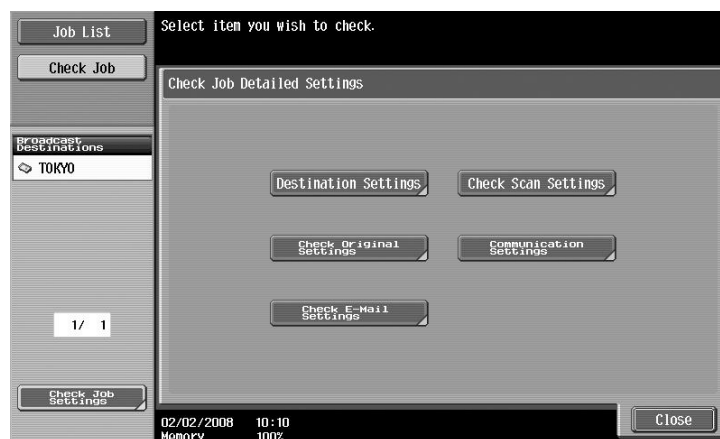 Job List
Select item you wish to check.
Check Job
Check Job Detailed Settings
Broadcast
Destinations
TOKYO
Destination Settings
Check Scan Settings
Check Original
Settings
Communication
Settings
Check E-Mail
Settings
1/ 1
Check Job
Settings
Close
02/02/2008 10:10
Memory 100%